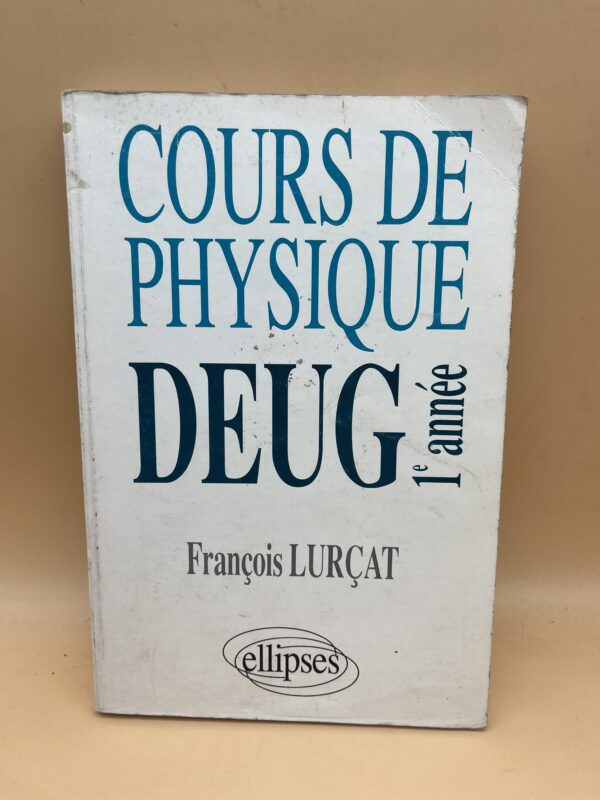 COURS DE
PHYSIQUE
DEUG 1e année
François LURÇAT
ellipses